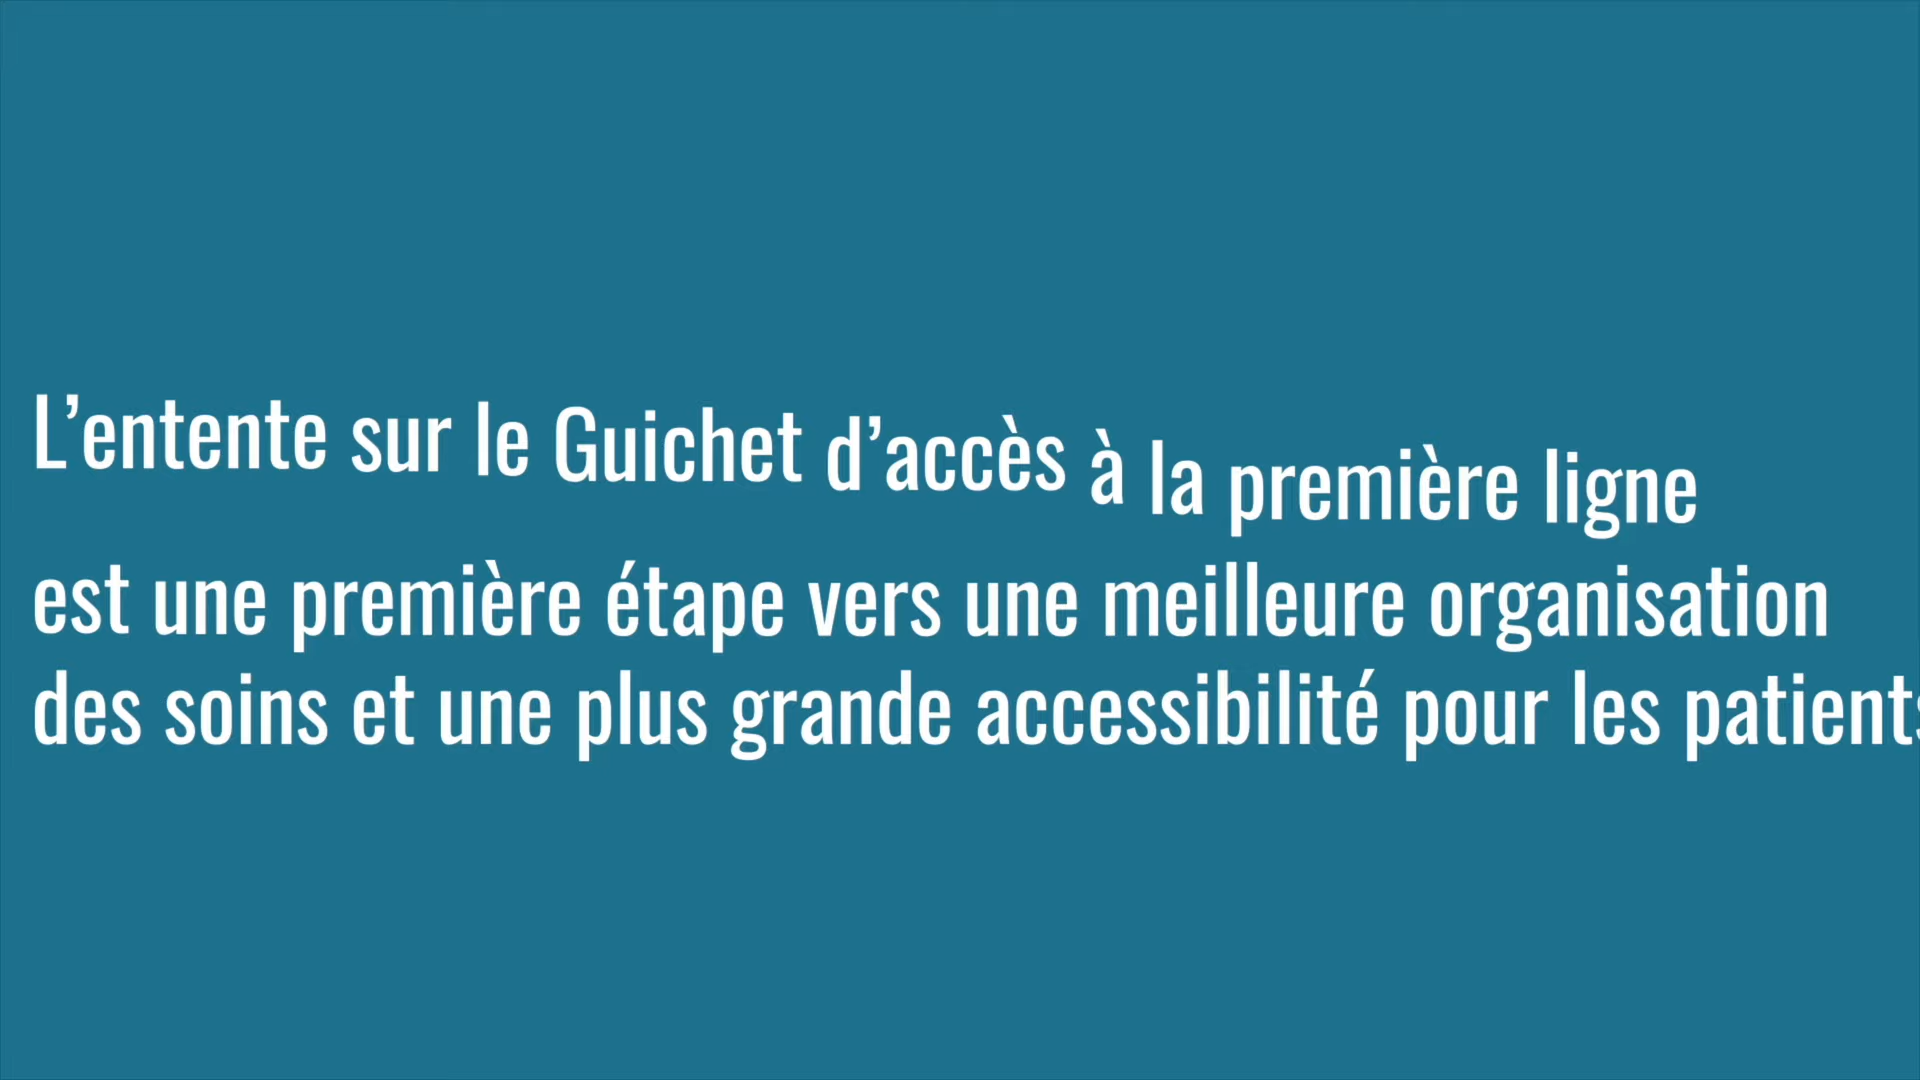 L’entente sur le Guichet d’accès à la première ligne
est une première étape vers une meilleure organisation
des soins et une plus grande accessibilité pour les patients